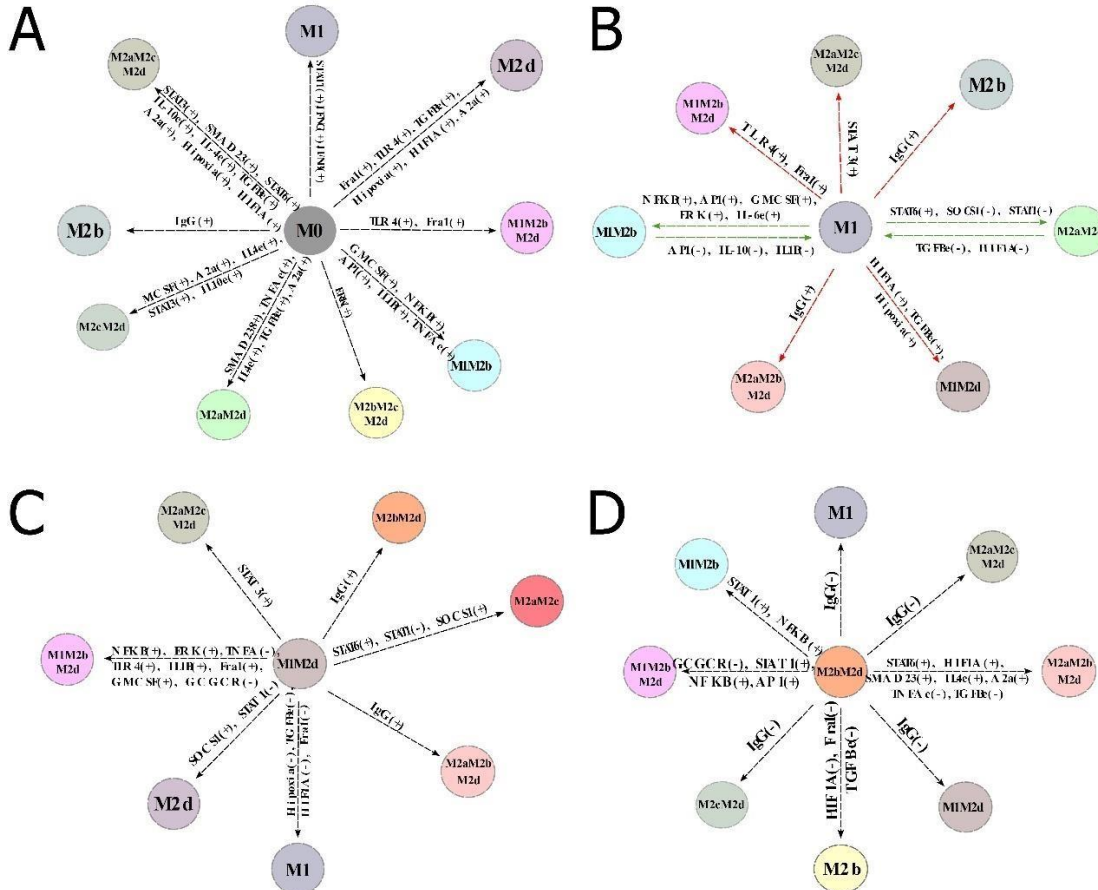 A
M1
M2aM2c
M2d
M2d
STAT1(+), IFNG(+), IFNB(+)
STAT3(+), SMAD23(+), STAT6(+)
IL-10e(+), IL-4e(+), TGFBe(+)
A2a(+), Hipoxia(+), HIF1A(+)
Fra1(+), TLR4(+), TGFBe(+),
Hipoxia(+), HIF1A(+), A2a(+)
M2b
IgG(+)
M0
TLR4(+), Fra1(+)
M1M2b
M2d
MCSF(+), A2a(+), IL4e(+)
STAT3(+), IL10e(+)
M2cM2d
SMAD23(+), TNFAe(+),
IL4e(+), TGFBe(+), A2a(+)
M2aM2d
ERK(+)
M2bM2c
M2d
GMCSF(+), NFKB(+),
AP1(+), IL1B(+), TNFAe(+)
M1M2b
B
M2aM2c
M2d
M2b
M1M2b
M2d
TLR4(+), Fra1(+)
STAT3(+)
IgG(+)
NFKB(+), AP1(+), GMCSF(+),
ERK(+), IL-6e(+)
M1M2b
AP1(-), IL-10(-), IL1B(-)
M1
STAT6(+), SOCS1(-), STAT1(-)
TGFBe(-), HIF1A(-)
M2aM2
IgG(+)
M2aM2b
M2d
HIF1A(+), TGFBe(+),
Hipoxia(+)
M1M2d
C
M2aM2c
M2d
M2bM2d
STAT3(+)
IgG(+)
M2aM2c
STAT6(+), STAT1(-), SOCS1(+)
M1M2b
M2d
NFKB(+), ERK(+), TNFA(-),
TLR4(+), IL1B(+), Fra1(+),
GMCSF(+), GCGCR(-)
M1M2d
SOCS1(+), STAT1(-)
M2d
Hipoxia(-), TGFBe(-)
HIF1A(-), Fra1(-)
M1
IgG(+)
M2aM2b
M2d
D
M1
M1M2b
M2aM2c
M2d
STAT1(+), NFKB(+)
IgG(-)
IgG(-)
M1M2b
M2d
GCGCR(-), STAT1(+),
NFKB(+), AP1(+)
M2bM2d
STAT6(+), HIF1A(+),
SMAD23(+), IL4e(+), A2a(+)
TNFAe(-), TGFBe(-)
M2aM2b
M2d
IgG(-)
M2cM2d
HIF1A(-), Fra1(-)
TGFBe(-)
M2b
IgG(-)
M1M2d